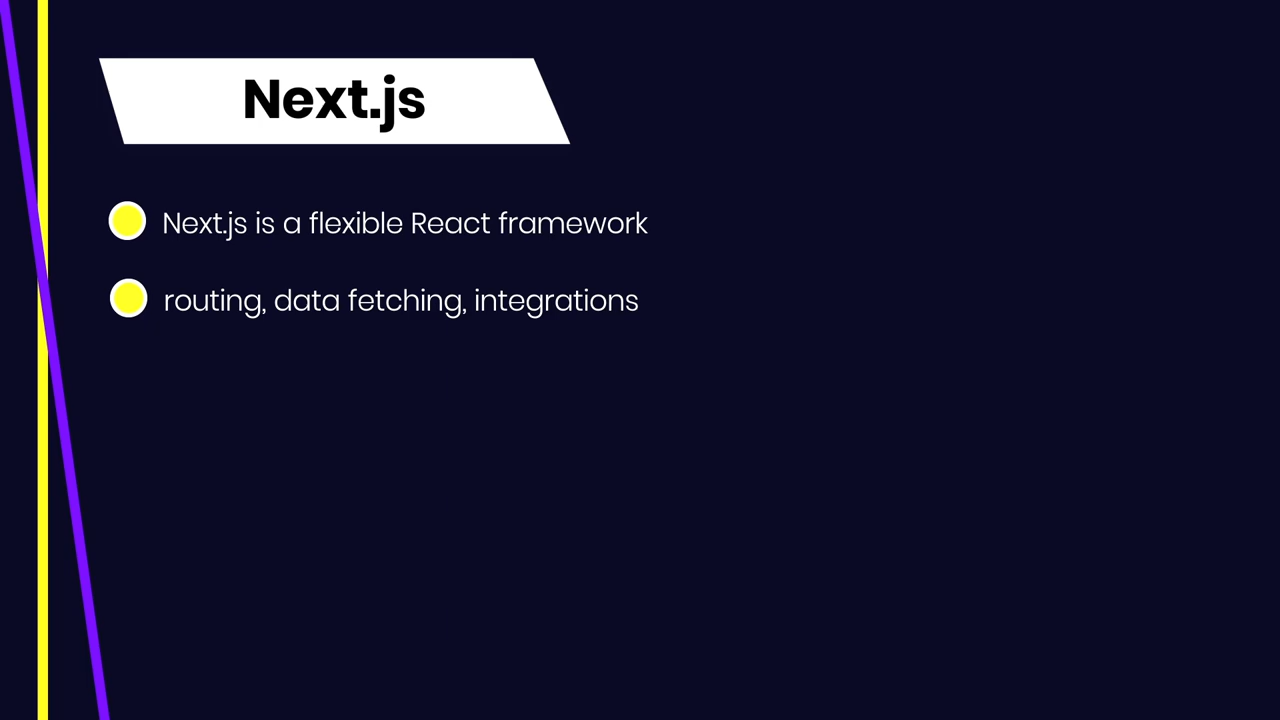 Next.js
Next.js is a flexible React framework
routing, data fetching, integrations